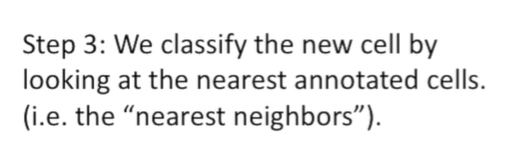 Step 3: We classify the new cell by
looking at the nearest annotated cells.
(i.e. the “nearest neighbors”).